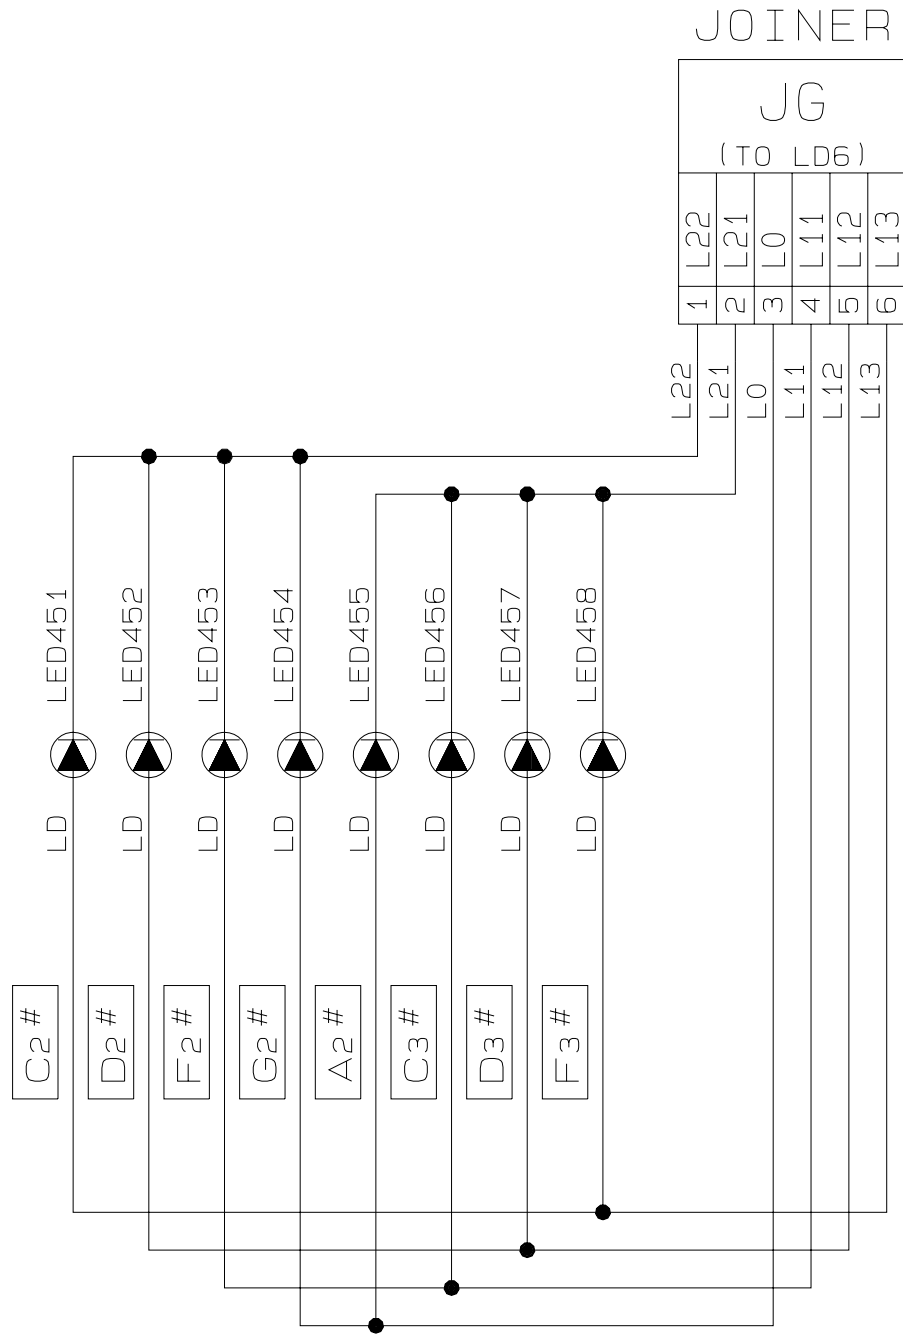 JOINER
JG
(TO LD6)
L22 L21 L0 L11 L12 L13
1 2 3 4 5 6
L22 L21 L0 L11 L12 L13
LED451 LED452 LED453 LED454 LED455 LED456 LED457 LED458
LD LD LD LD LD LD LD LD
C2# D2# F2# G2# A2# C3# D3# F3#